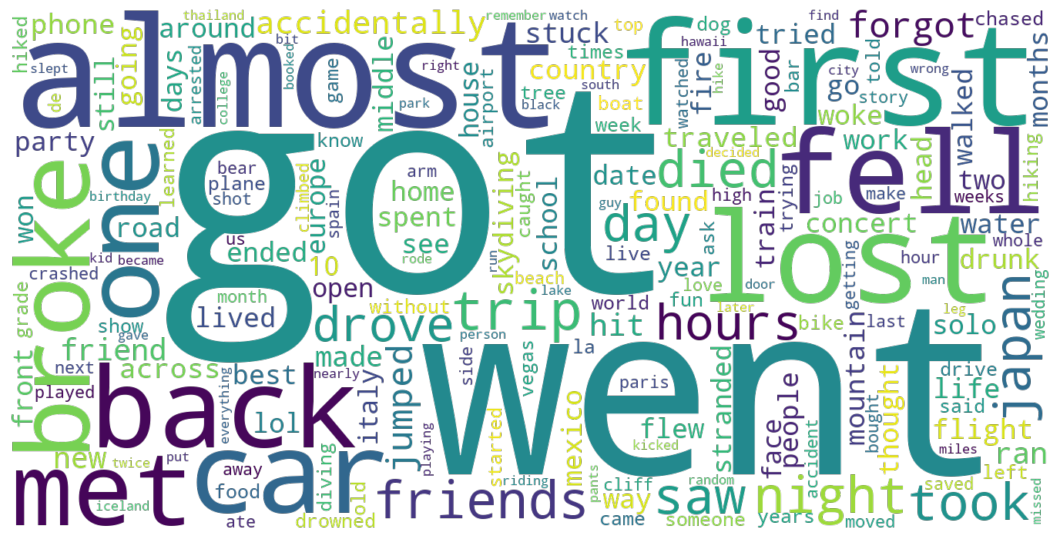 hiked
phone
thailand
around
accidentally
remember
watch
top
dog
find
forgot
chased
going
slept
almost
still
days
arrested
college
booked
bit
game
right
middle
airport
house
stuck
country
times
tree
south
black
park
hike
boat
fire
hawaii
first
tried
bar
good
go
city
told
wrong
story
months
de
party
learned
won
broke
birthday
road
one
bear
plane
shot
us
climbed
europe
know
arm
home
spent
see
spain
got
week
watched
traveled
woke
work
walked
date
died
decided
found
guy
high
day
skydiving
caught
school
train
trying
fell
job
make
head
two
weeks
hiking
concert
water
whole
drunk
hour
man
crashed
kid
became
ended
10
open
rode
run
live
ask
year
door
lost
month
lived
without
beach
lake
world
love
fun
later
leg
wedding
grade
show
gave
front
friend
across
drove
trip
hit
la
hours
bike
mountain
getting
last
solo
japan
next
played
back
best
lol
made
nearly
italy
jumped
person
side
vegas
paris
went
flew
stranded
face
people
drive
life
said
bought
thought
flight
new
twice
put
everything
met
car
away
food
diving
old
playing
started
mexico
kicked
accident
miles
ran
left
iceland
ate
drowned
friends
riding
pants
way
cliff
came
random
saw
someone
night
years
moved
saved
took
missed